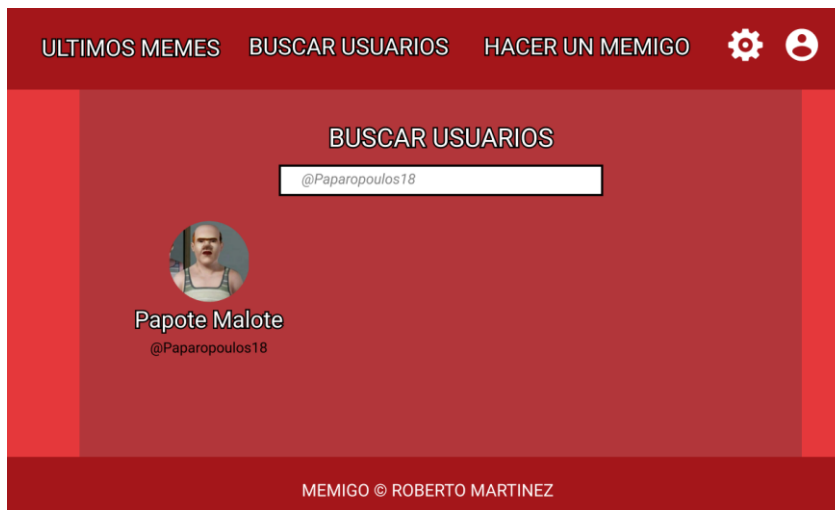 ULTIMOS MEMES BUSCAR USUARIOS HACER UN MEMIGO
BUSCAR USUARIOS
@Paparopoulos18
Papote Malote
@Paparopoulos18
MEMIGO © ROBERTO MARTINEZ